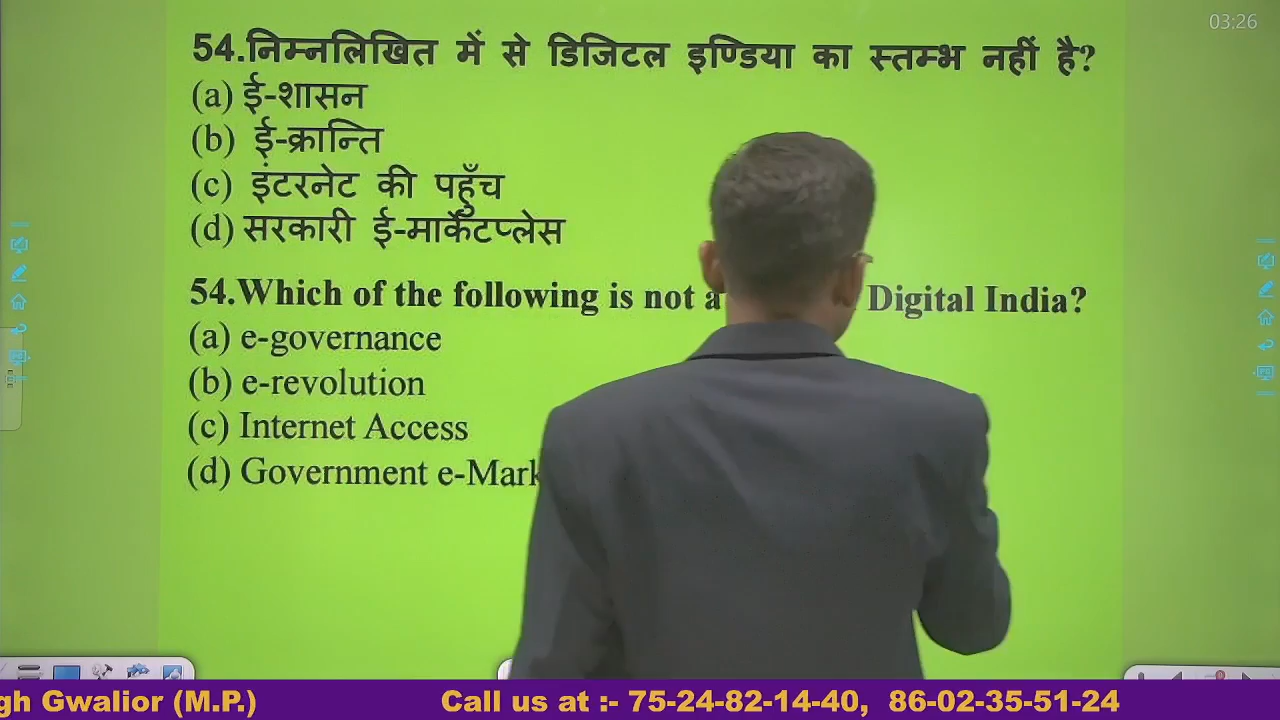 03:26
54.निम्नलिखित में से डिजिटल इण्डिया का स्तम्भ नहीं है?
(a) ई-शासन
(b) ई-क्रान्ति
(c) इंटरनेट की पहुँच
(d) सरकारी ई-मार्केटप्लेस
54.Which of the following is not a Digital India?
(a) e-governance
(b) e-revolution
(c) Internet Access
(d) Government e-Mark
gh Gwalior (M.P.) Call us at :- 75-24-82-14-40, 86-02-35-51-24